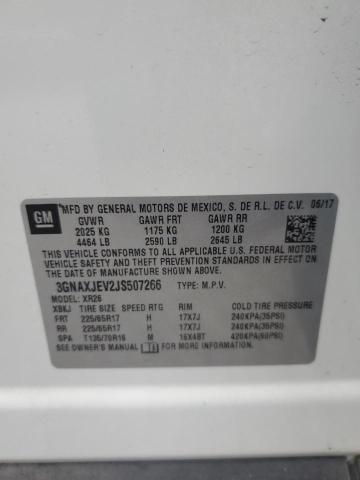 GM
MFD BY GENERAL MOTORS DE MEXICO, S. DE R.L. DE C.V. 06/17
GVWR GAWR FRT GAWR RR
2025 KG 1175 KG 1200 KG
4464 LB 2590 LB 2645 LB
THIS VEHICLE CONFORMS TO ALL APPLICABLE U.S. FEDERAL MOTOR
VEHICLE SAFETY AND THEFT PREVENTION STANDARDS IN EFFECT ON
THE DATE OF MANUFACTURE SHOWN ABOVE.
3GNAXJEV2JS507266 TYPE: M.P.V.
MODEL: XR26
XBKJ TIRE SIZE SPEED RTG RIM COLD TIRE PRESSURE
FRT 225/65R17 H 17X7J 240KPA(35PSI)
RR 225/65R17 H 17X7J 240KPA(35PSI)
SPA T135/70R16 M 16X4BT 420KPA(60PSI)
SEE OWNER'S MANUAL FOR ADDITIONAL INFORMATION.